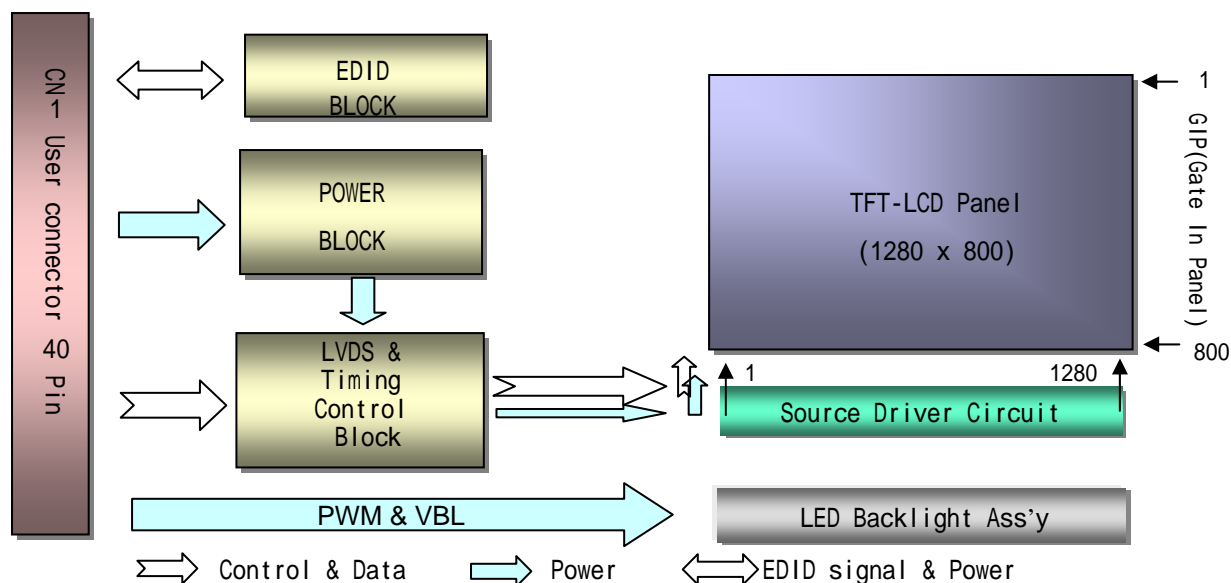 CN-1 User connector 40 Pin
EDID
BLOCK
POWER
BLOCK
LVDS &
Timing
Control
Block
TFT-LCD Panel
(1280 x 800)
1
GIP(Gate In Panel)
800
1
1280
Source Driver Circuit
PWM & VBL
LED Backlight Ass’y
Control & Data
Power
EDID signal & Power